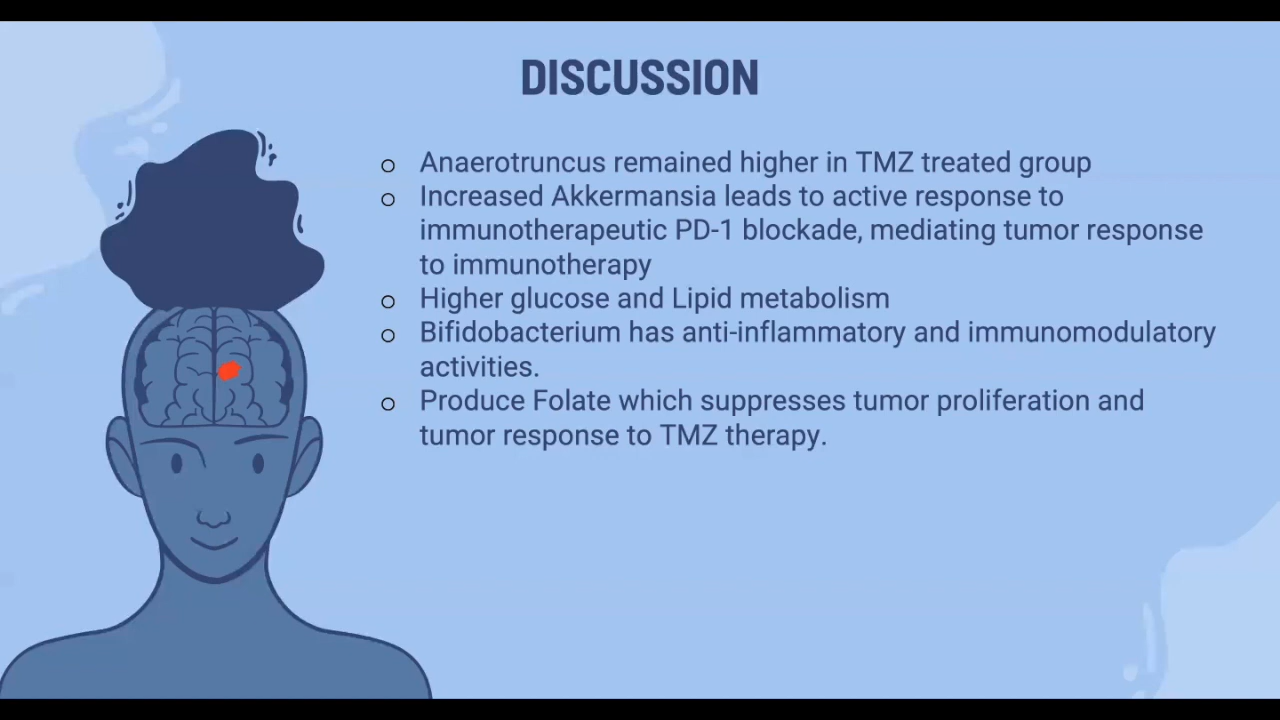 DISCUSSION
Anaerotruncus remained higher in TMZ treated group
Increased Akkermansia leads to active response to
immunotherapeutic PD-1 blockade, mediating tumor response
to immunotherapy
Higher glucose and Lipid metabolism
Bifidobacterium has anti-inflammatory and immunomodulatory
activities.
Produce Folate which suppresses tumor proliferation and
tumor response to TMZ therapy.